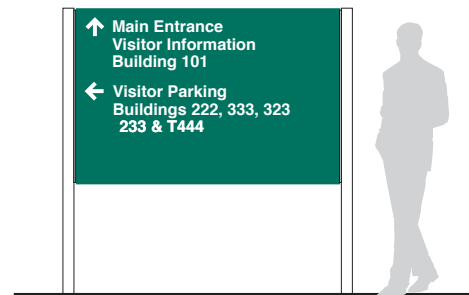 Main Entrance
Visitor Information
Building 101
Visitor Parking
Buildings 222, 333, 323
233 & T444